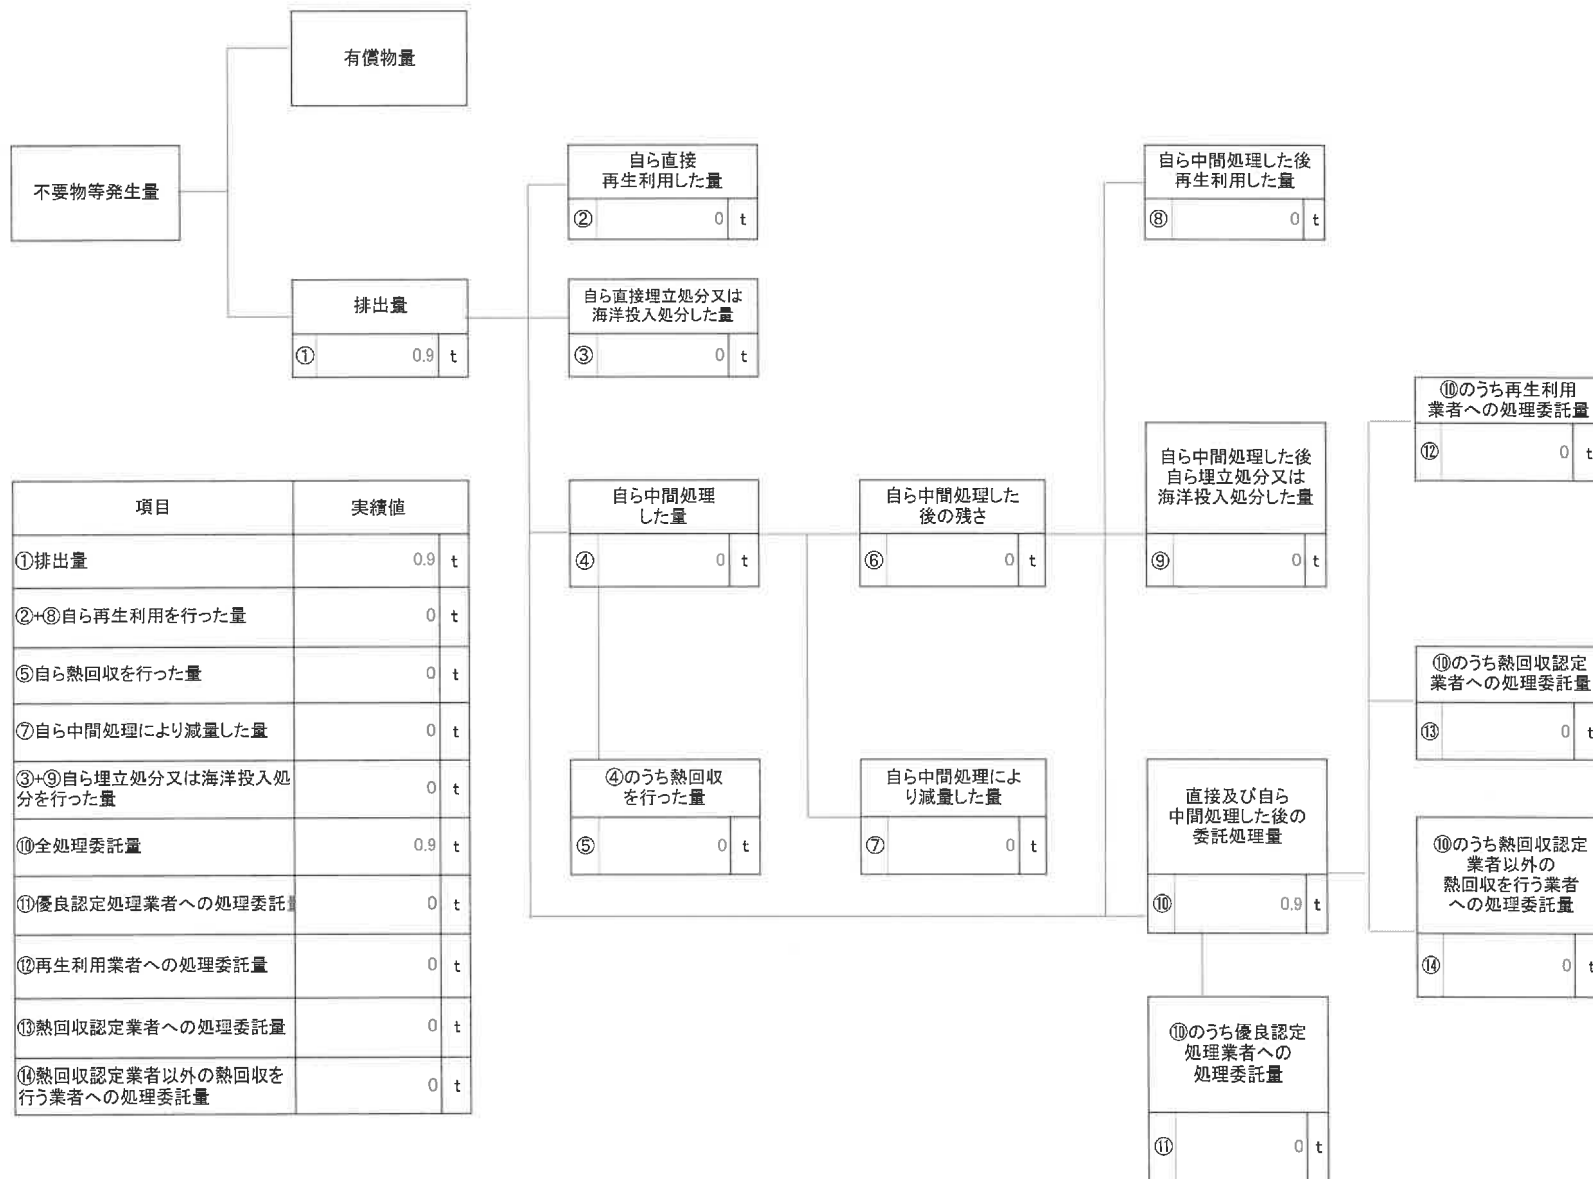 有償物量
不要物等発生量
排出量
① 0.9 t
自ら直接
再生利用した量
② 0 t
自ら直接埋立処分又は
海洋投入処分した量
③ 0 t
自ら中間処理
した量
④ 0 t
④のうち熱回収
を行った量
⑤ 0 t
自ら中間処理した
後の残さ
⑥ 0 t
自ら中間処理によ
り減量した量
⑦ 0 t
自ら中間処理した後
再生利用した量
⑧ 0 t
自ら中間処理した後
自ら埋立処分又は
海洋投入処分した量
⑨ 0 t
直接及び自ら
中間処理した後の
委託処理量
⑩ 0.9 t
⑩のうち優良認定
処理業者への
処理委託量
⑪ 0 t
⑩のうち再生利用
業者への処理委託量
⑫ 0 t
⑩のうち熱回収認定
業者への処理委託量
⑬ 0 t
⑩のうち熱回収認定
業者以外の
熱回収を行う業者
への処理委託量
⑭ 0 t
項目 実績値
①排出量 0.9 t
②+⑧自ら再生利用を行った量 0 t
⑤自ら熱回収を行った量 0 t
⑦自ら中間処理により減量した量 0 t
③+⑨自ら埋立処分又は海洋投入処
分を行った量 0 t
⑩全処理委託量 0.9 t
⑪優良認定処理業者への処理委託 0 t
⑫再生利用業者への処理委託量 0 t
⑬熱回収認定業者への処理委託量 0 t
⑭熱回収認定業者以外の熱回収を
行う業者への処理委託量 0 t